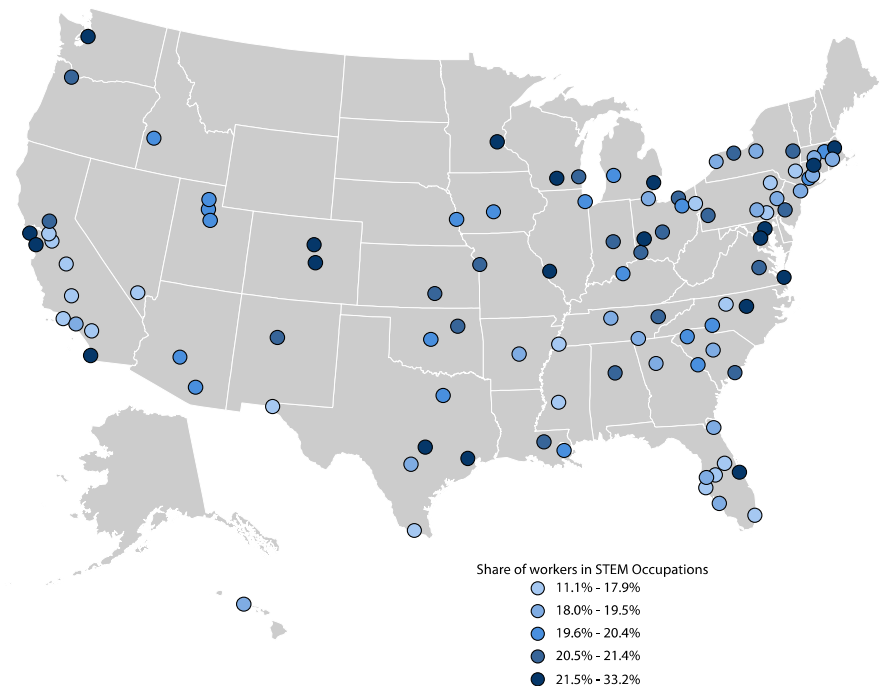 Share of workers in STEM Occupations
11.1% - 17.9%
18.0% - 19.5%
19.6% - 20.4%
20.5% - 21.4%
21.5% - 33.2%